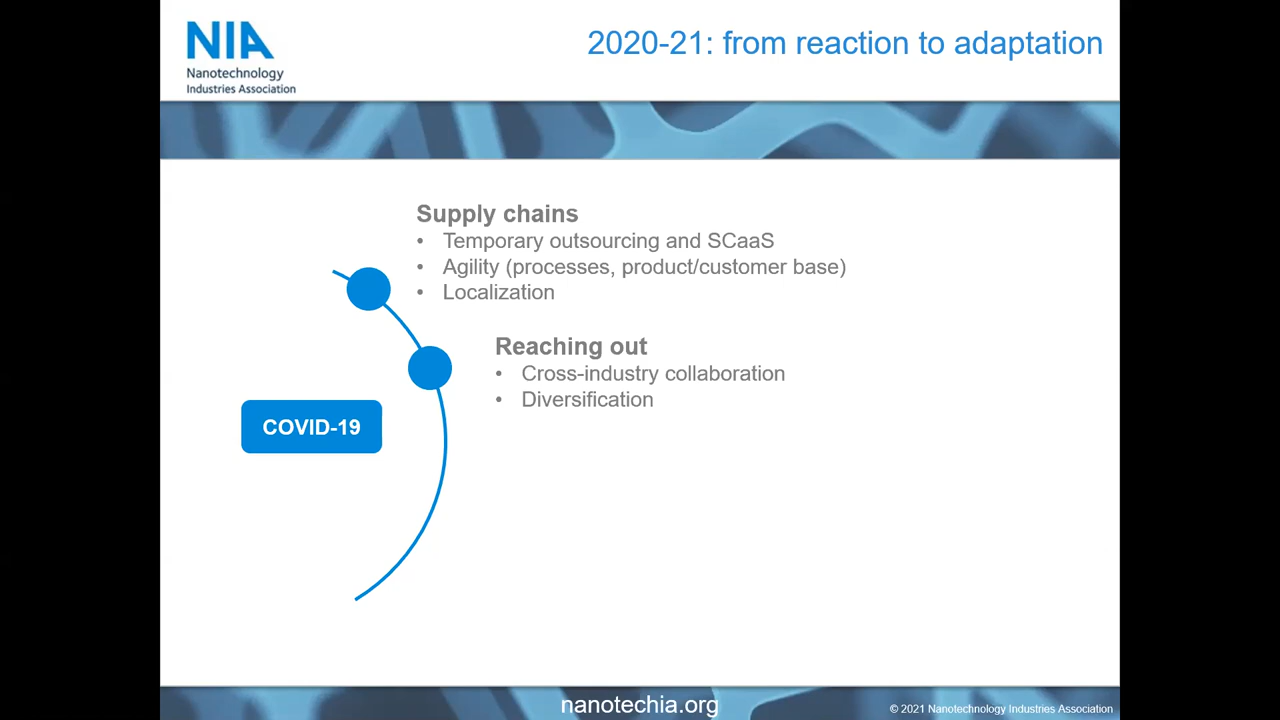 NIA
Nanotechnology
Industries Association
2020-21: from reaction to adaptation
Supply chains
• Temporary outsourcing and SCaaS
• Agility (processes, product/customer base)
• Localization
Reaching out
• Cross-industry collaboration
• Diversification
COVID-19
nanotechia.org
© 2021 Nanotechnology Industries Association